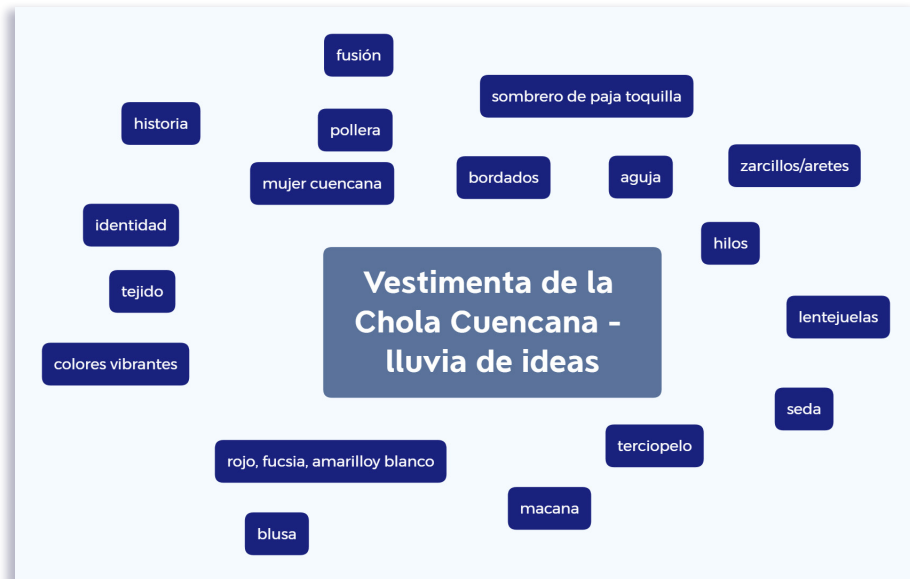 fusión
sombrero de paja toquilla
historia
pollera
zarcillos/aretes
mujer cuencana
bordados
aguja
identidad
hilos
Vestimenta de la
Chola Cuencana -
lluvia de ideas
tejido
lentejuelas
colores vibrantes
seda
terciopelo
rojo, fucsia, amarilloy blanco
macana
blusa